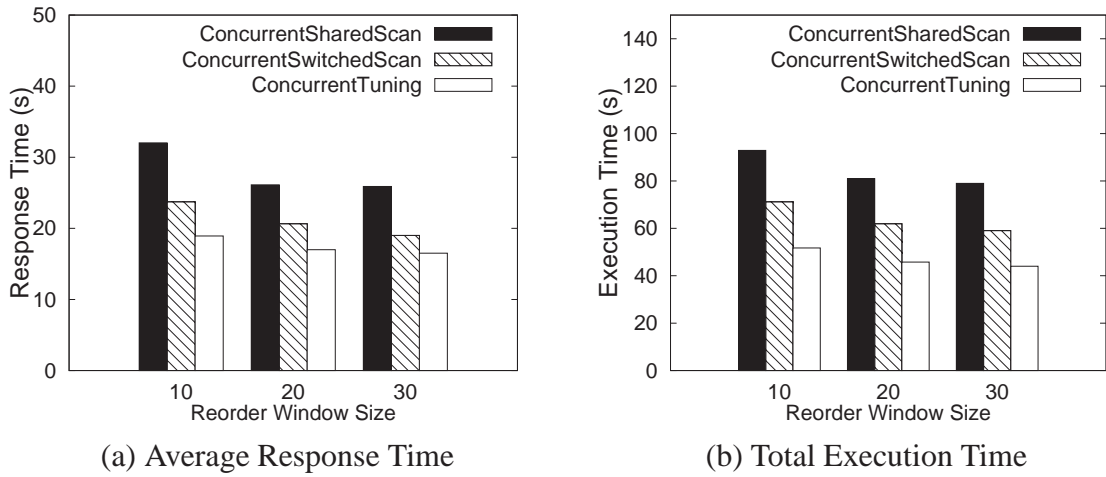 50
40
30
20
10
0
Response Time (s)
ConcurrentSharedScan
ConcurrentSwitchedScan
ConcurrentTuning
10 20 30
Reorder Window Size
(a) Average Response Time
140
120
100
80
60
40
20
0
Execution Time (s)
ConcurrentSharedScan
ConcurrentSwitchedScan
ConcurrentTuning
10 20 30
Reorder Window Size
(b) Total Execution Time